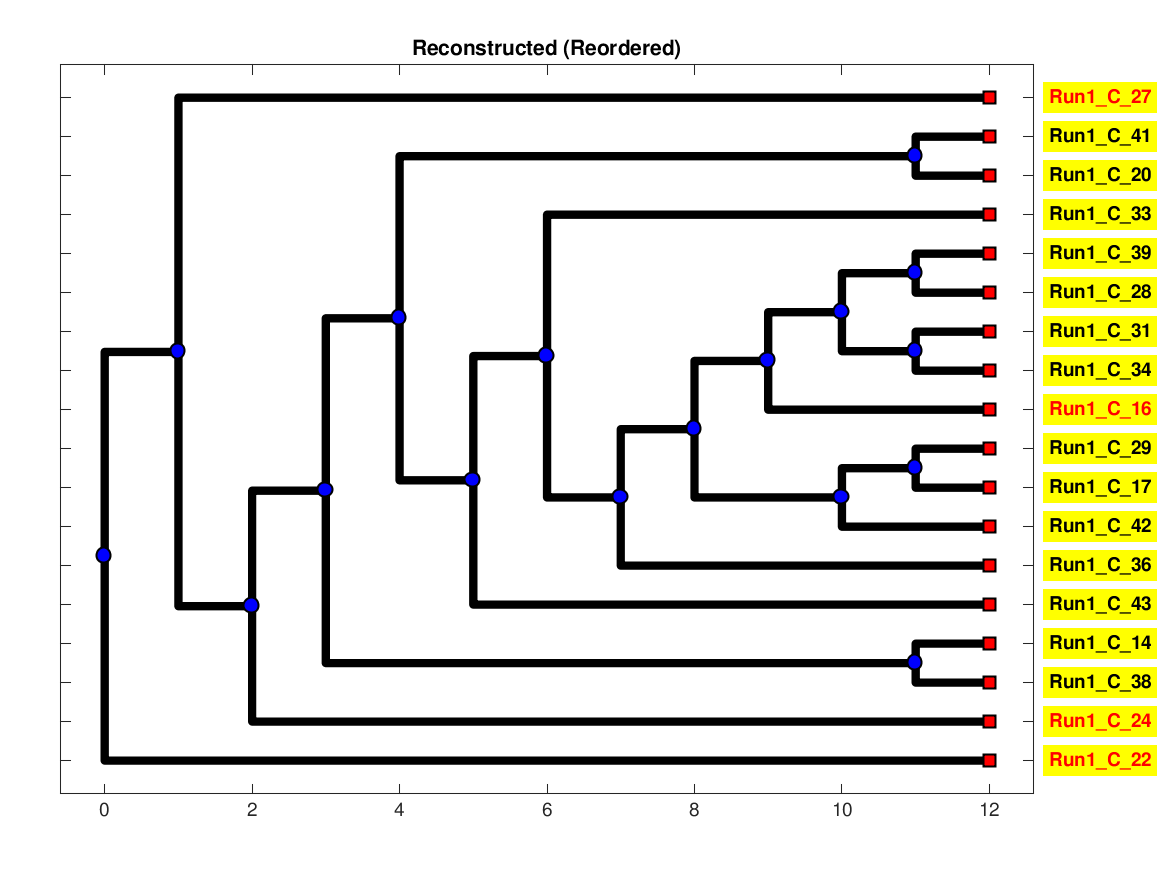 Reconstructed (Reordered)
Run1_C_27
Run1_C_41
Run1_C_20
Run1_C_33
Run1_C_39
Run1_C_28
Run1_C_31
Run1_C_34
Run1_C_16
Run1_C_29
Run1_C_17
Run1_C_42
Run1_C_36
Run1_C_43
Run1_C_14
Run1_C_38
Run1_C_24
Run1_C_22
0 2 4 6 8 10 12